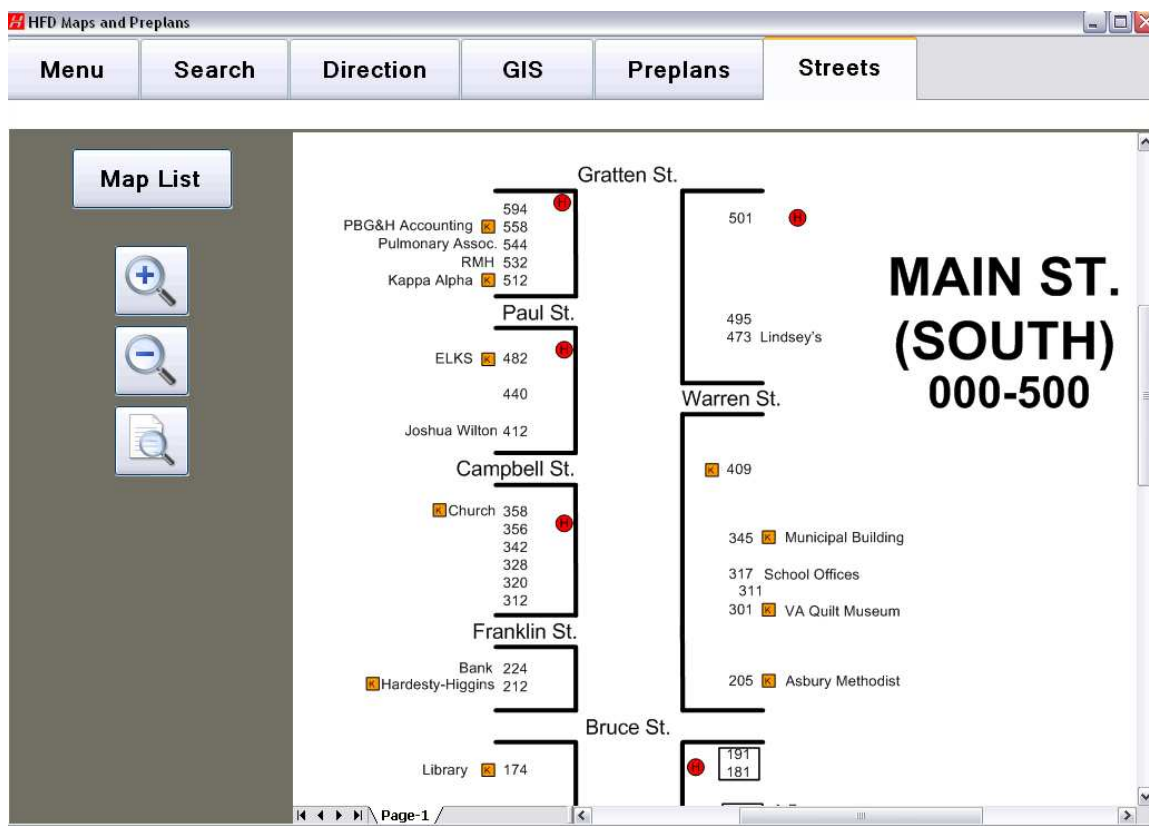 HFD Maps and Preplans
Menu Search Direction GIS Preplans Streets
Map List
Gratten St.
594 H
PBG&H Accounting K 558
Pulmonary Assoc. 544
RMH 532
Kappa Alpha K 512
Paul St.
ELKS K 482 H
440
Joshua Wilton 412
Campbell St.
K Church 358
356 H
342
328
320
312
Franklin St.
Bank 224
K Hardesty-Higgins 212
Bruce St.
Library K 174
501 H
495
473 Lindsey's
Warren St.
K 409
345 K Municipal Building
317 School Offices
311
301 K VA Quilt Museum
205 K Asbury Methodist
H 191
181
MAIN ST.
(SOUTH)
000-500
Page-1